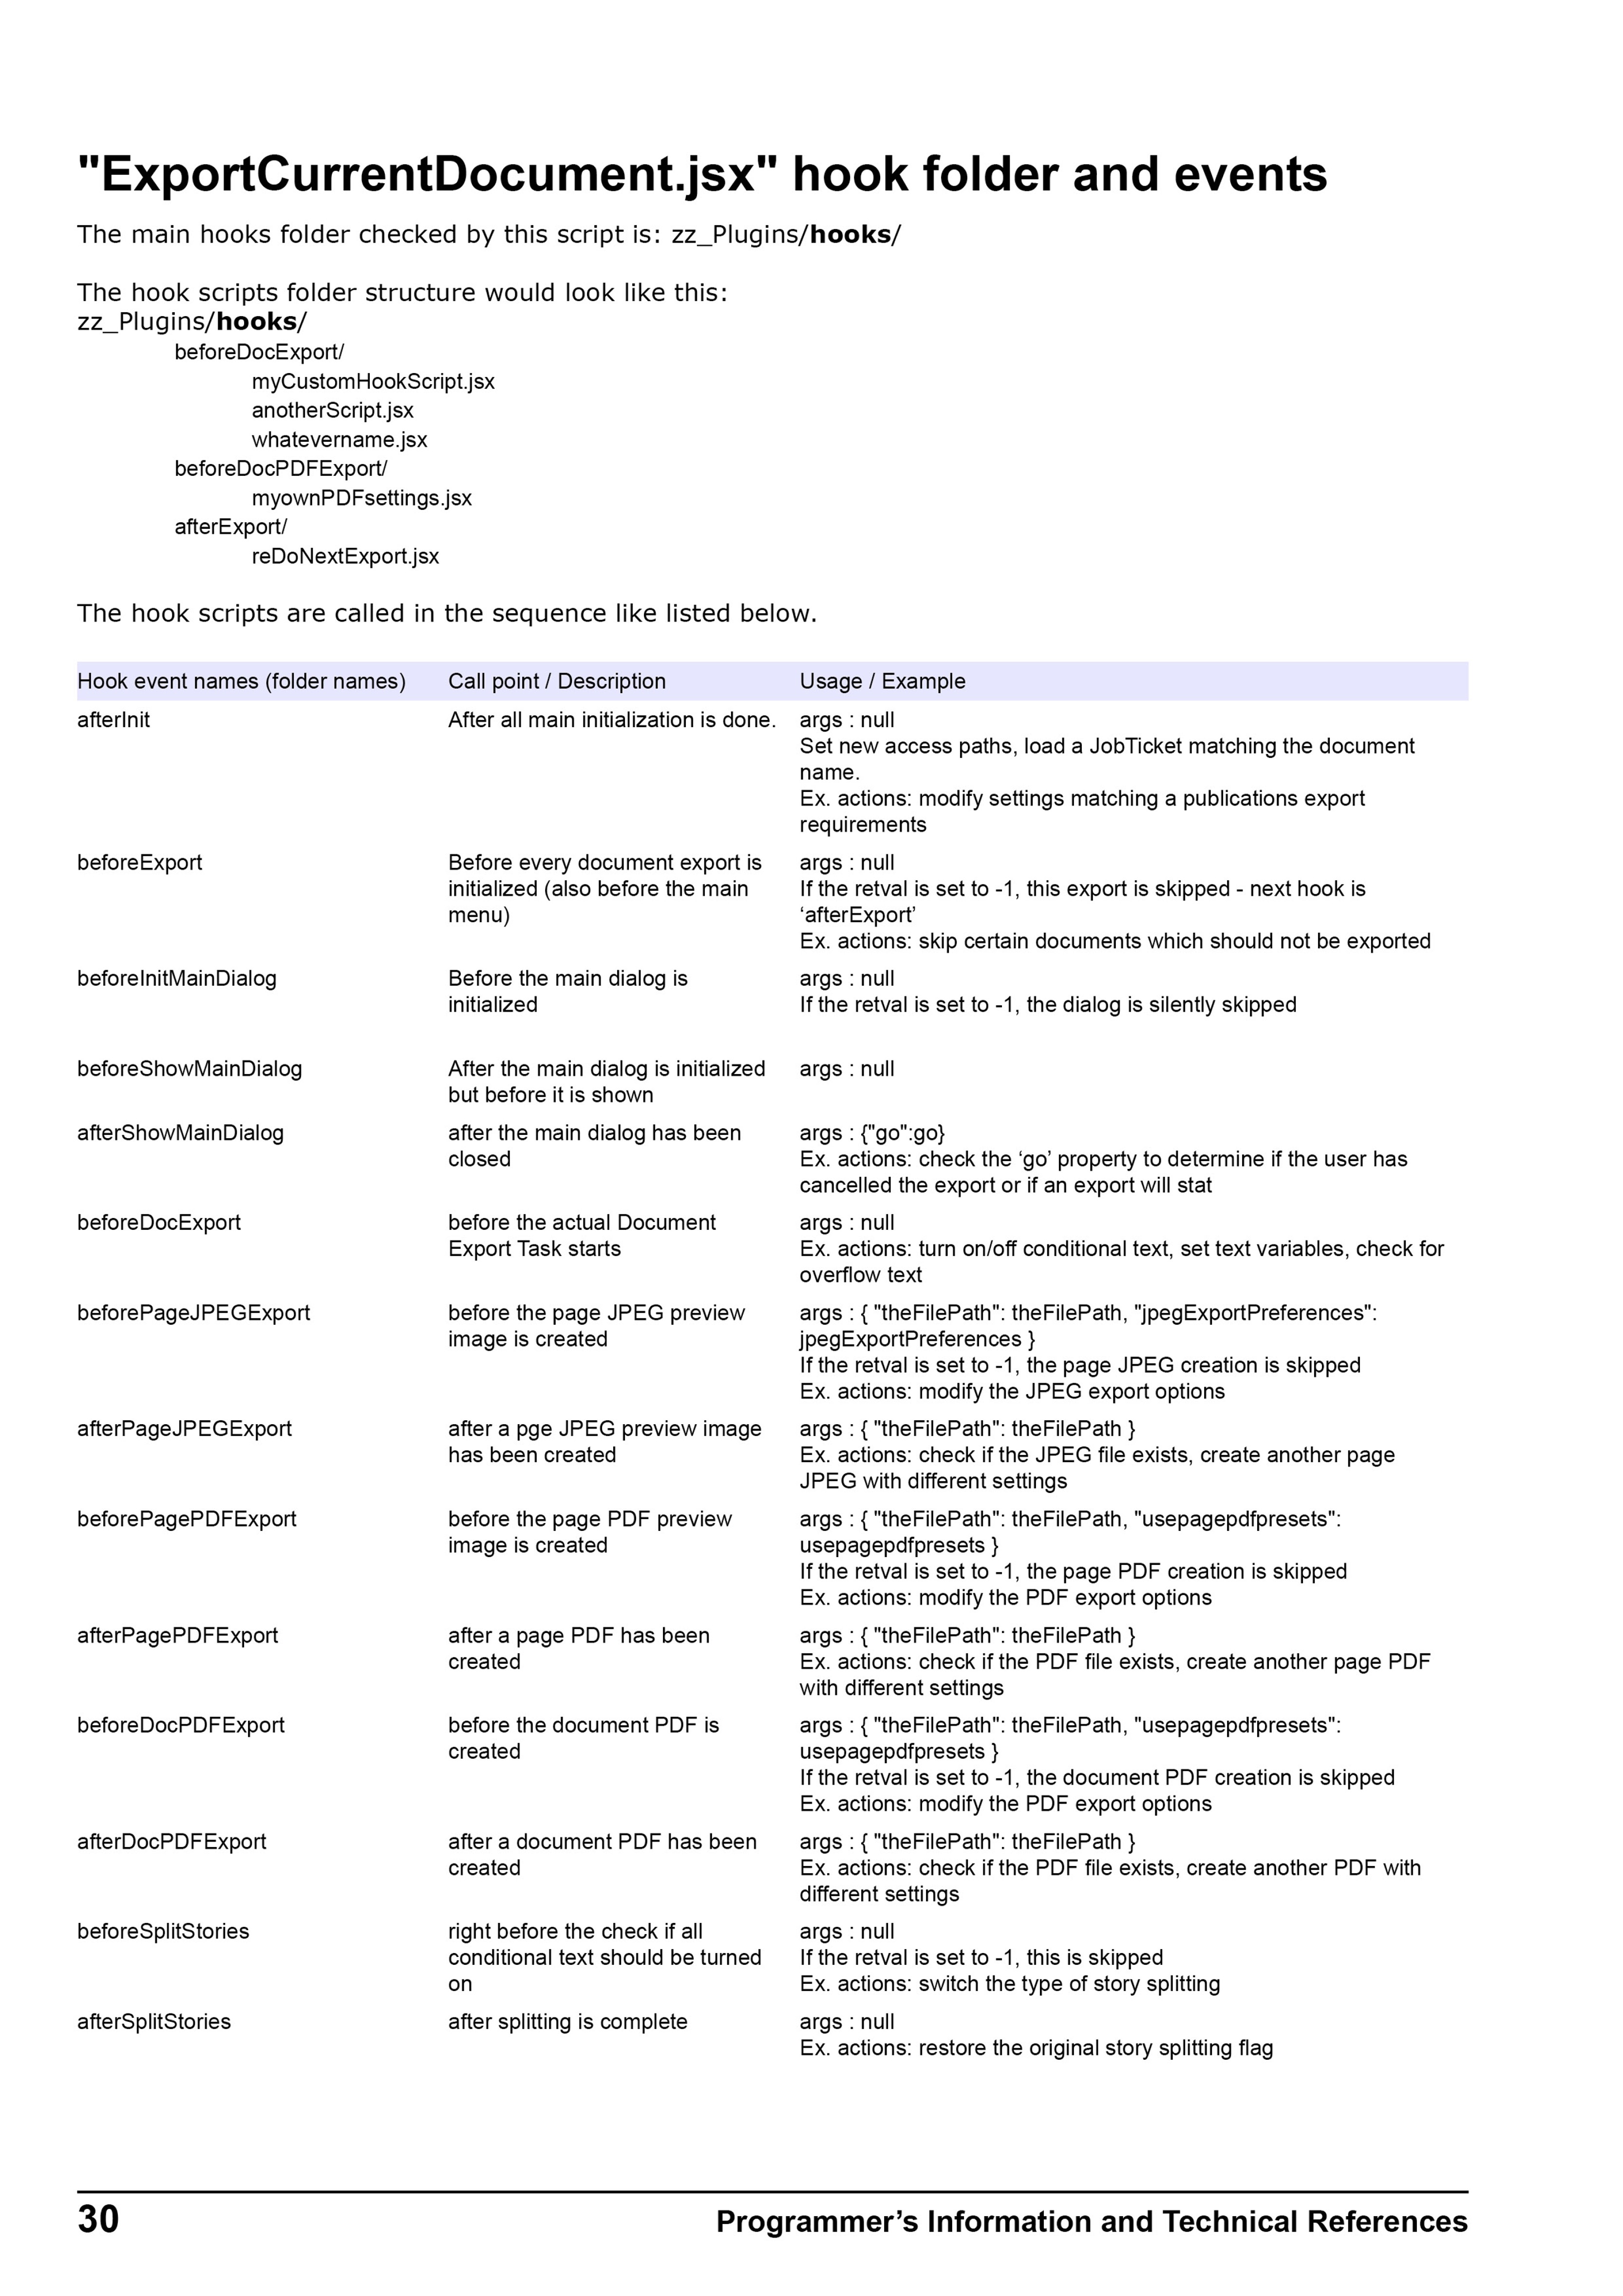 "ExportCurrentDocument.jsx" hook folder and events
The main hooks folder checked by this script is: zz_Plugins/hooks/
The hook scripts folder structure would look like this:
zz_Plugins/hooks/
beforeDocExport/
myCustomHookScript.jsx
anotherScript.jsx
whatevername.jsx
beforeDocPDFExport/
myownPDFsettings.jsx
afterExport/
reDoNextExport.jsx
The hook scripts are called in the sequence like listed below.
Hook event names (folder names) Call point / Description Usage / Example
afterInit After all main initialization is done. args : null
Set new access paths, load a JobTicket matching the document
name.
Ex. actions: modify settings matching a publications export
requirements
beforeExport Before every document export is args : null
initialized (also before the main If the retval is set to -1, this export is skipped - next hook is
menu) ‘afterExport’
Ex. actions: skip certain documents which should not be exported
beforeInitMainDialog Before the main dialog is args : null
initialized If the retval is set to -1, the dialog is silently skipped
beforeShowMainDialog After the main dialog is initialized args : null
but before it is shown
afterShowMainDialog after the main dialog has been args : {"go":go}
closed Ex. actions: check the ‘go’ property to determine if the user has
cancelled the export or if an export will stat
beforeDocExport before the actual Document args : null
Export Task starts Ex. actions: turn on/off conditional text, set text variables, check for
overflow text
beforePageJPEGExport before the page JPEG preview args : { "theFilePath": theFilePath, "jpegExportPreferences":
image is created jpegExportPreferences }
If the retval is set to -1, the page JPEG creation is skipped
Ex. actions: modify the JPEG export options
afterPageJPEGExport after a pge JPEG preview image args : { "theFilePath": theFilePath }
has been created Ex. actions: check if the JPEG file exists, create another page
JPEG with different settings
beforePagePDFExport before the page PDF preview args : { "theFilePath": theFilePath, "usepagepdfpresets":
image is created usepagepdfpresets }
If the retval is set to -1, the page PDF creation is skipped
Ex. actions: modify the PDF export options
afterPagePDFExport after a page PDF has been args : { "theFilePath": theFilePath }
created Ex. actions: check if the PDF file exists, create another page PDF
with different settings
beforeDocPDFExport before the document PDF is args : { "theFilePath": theFilePath, "usepagepdfpresets":
created usepagepdfpresets }
If the retval is set to -1, the document PDF creation is skipped
Ex. actions: modify the PDF export options
afterDocPDFExport after a document PDF has been args : { "theFilePath": theFilePath }
created Ex. actions: check if the PDF file exists, create another PDF with
different settings
beforeSplitStories right before the check if all args : null
conditional text should be turned If the retval is set to -1, this is skipped
on Ex. actions: switch the type of story splitting
afterSplitStories after splitting is complete args : null
Ex. actions: restore the original story splitting flag
30 Programmer’s Information and Technical References